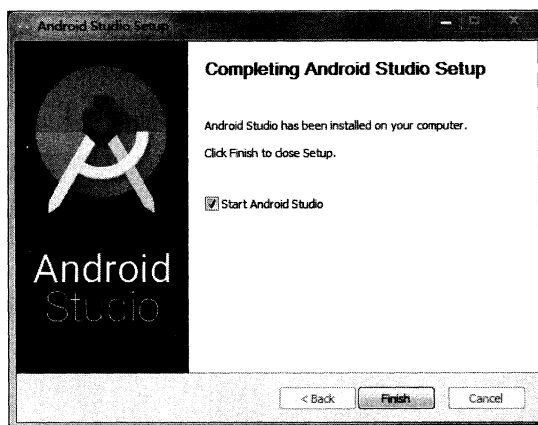 Android Studio Setup
Completing Android Studio Setup
Android Studio has been installed on your computer.
Click Finish to close Setup.
Start Android Studio
Android
Studio
< Back
Finish
Cancel